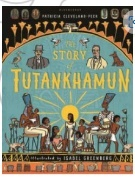 PATRICIA CLEVELAND-PECK
THE
STORY
OF
TUTANKHAMUN
Illustrated by ISABEL GREENBERG